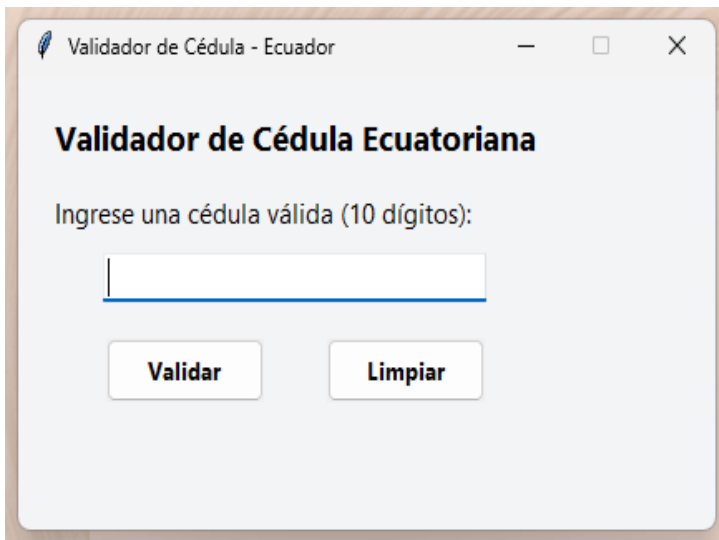 Validador de Cédula - Ecuador
Validador de Cédula Ecuatoriana
Ingrese una cédula válida (10 dígitos):
Validar Limpiar